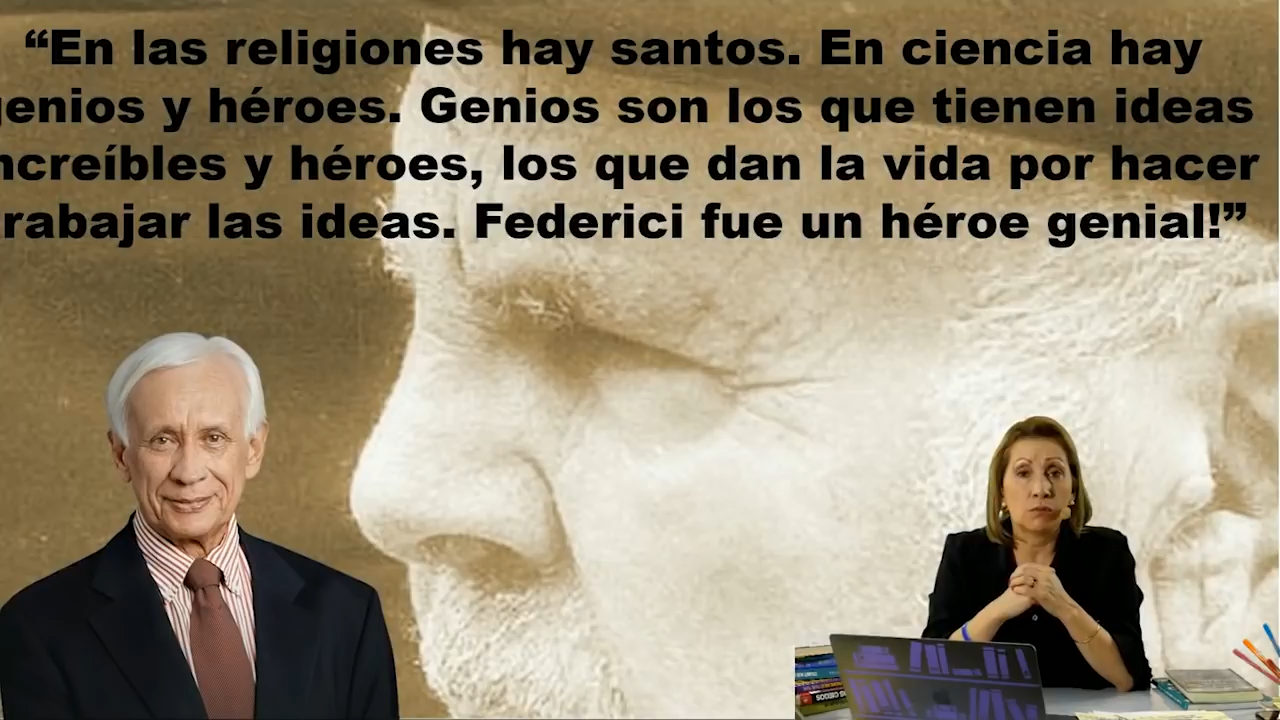 “En las religiones hay santos. En ciencia hay
genios y héroes. Genios son los que tienen ideas
ncreíbles y héroes, los que dan la vida por hacer
rabajar las ideas. Federici fue un héroe genial!”